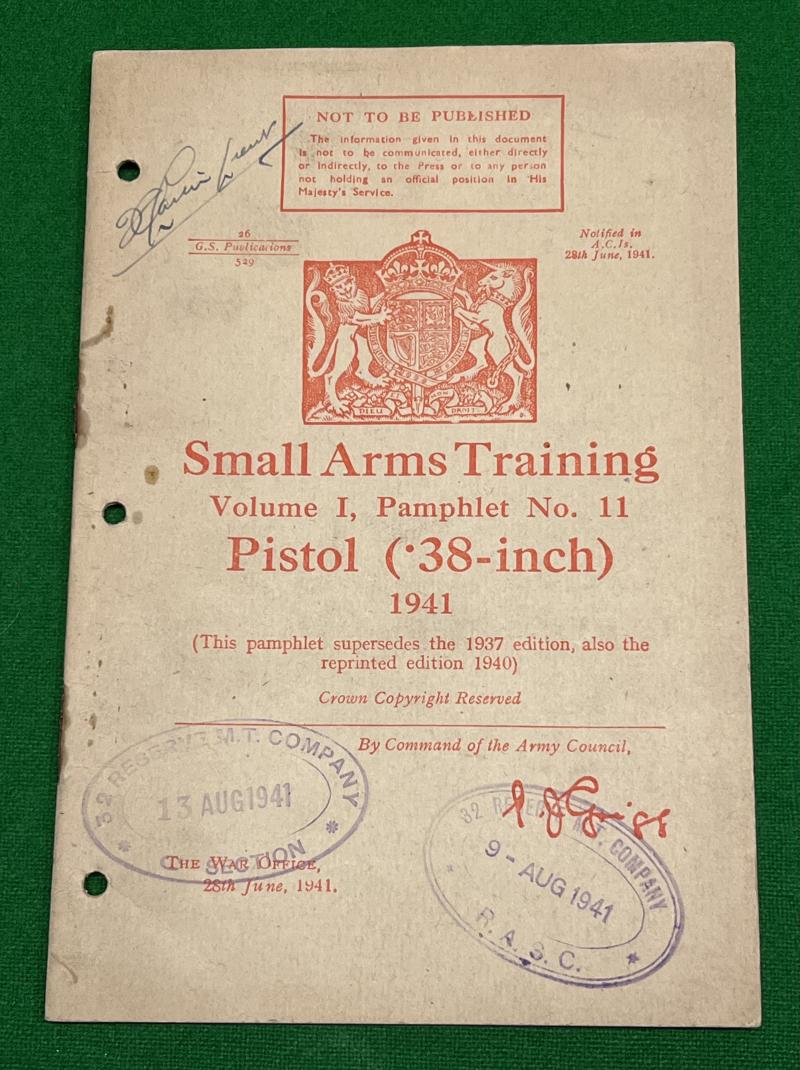 NOT TO BE PUBLISHED
The information given in this document
is not to be communicated, either directly
or indirectly, to the Press or to any person
not holding an official position in His
Majesty's Service.
26
G.S. Publications
529
Notified in
A.C.Is.
28th June, 1941.
DIEU ET MON DROIT
Small Arms Training
Volume I, Pamphlet No. 11
Pistol (·38-inch)
1941
(This pamphlet supersedes the 1937 edition, also the
reprinted edition 1940)
Crown Copyright Reserved
By Command of the Army Council,
32 RESERVE M.T. COMPANY
13 AUG 1941
SECTION
The War Office,
28th June, 1941.
32 RESERVE M.T. COMPANY
9 - AUG 1941
R.A.S.C.